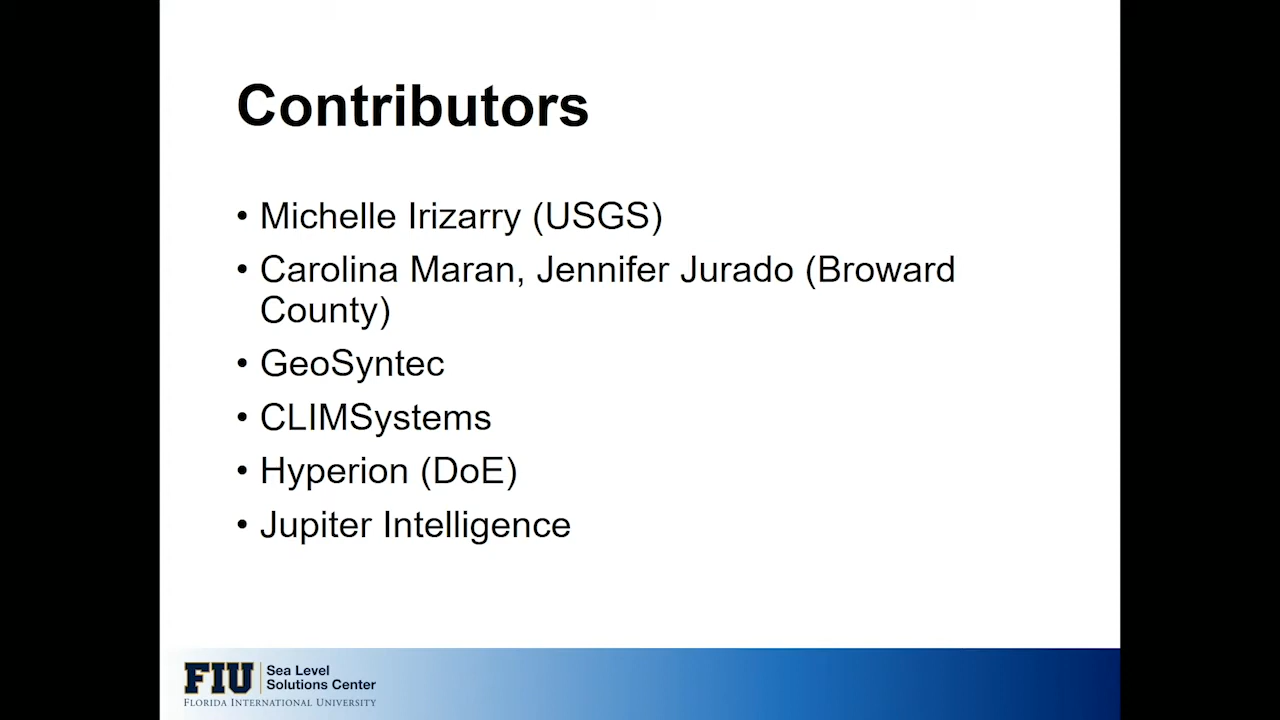 Contributors
• Michelle Irizarry (USGS)
• Carolina Maran, Jennifer Jurado (Broward
County)
• GeoSyntec
• CLIMSystems
• Hyperion (DoE)
• Jupiter Intelligence
FIU
Sea Level
Solutions Center
FLORIDA INTERNATIONAL UNIVERSITY